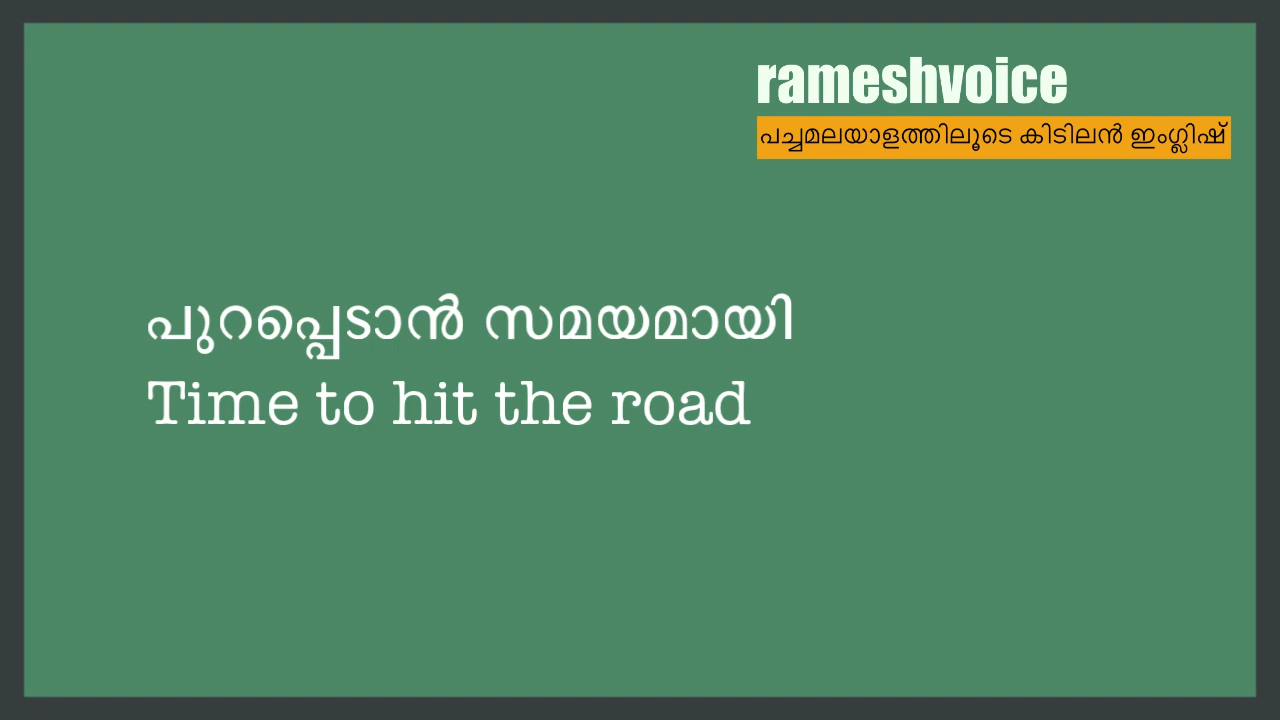 rameshvoice
പച്ചമലയാളത്തിലൂടെ കിടിലൻ ഇംഗ്ലിഷ്
പുറപ്പെടാൻ സമയമായി
Time to hit the road